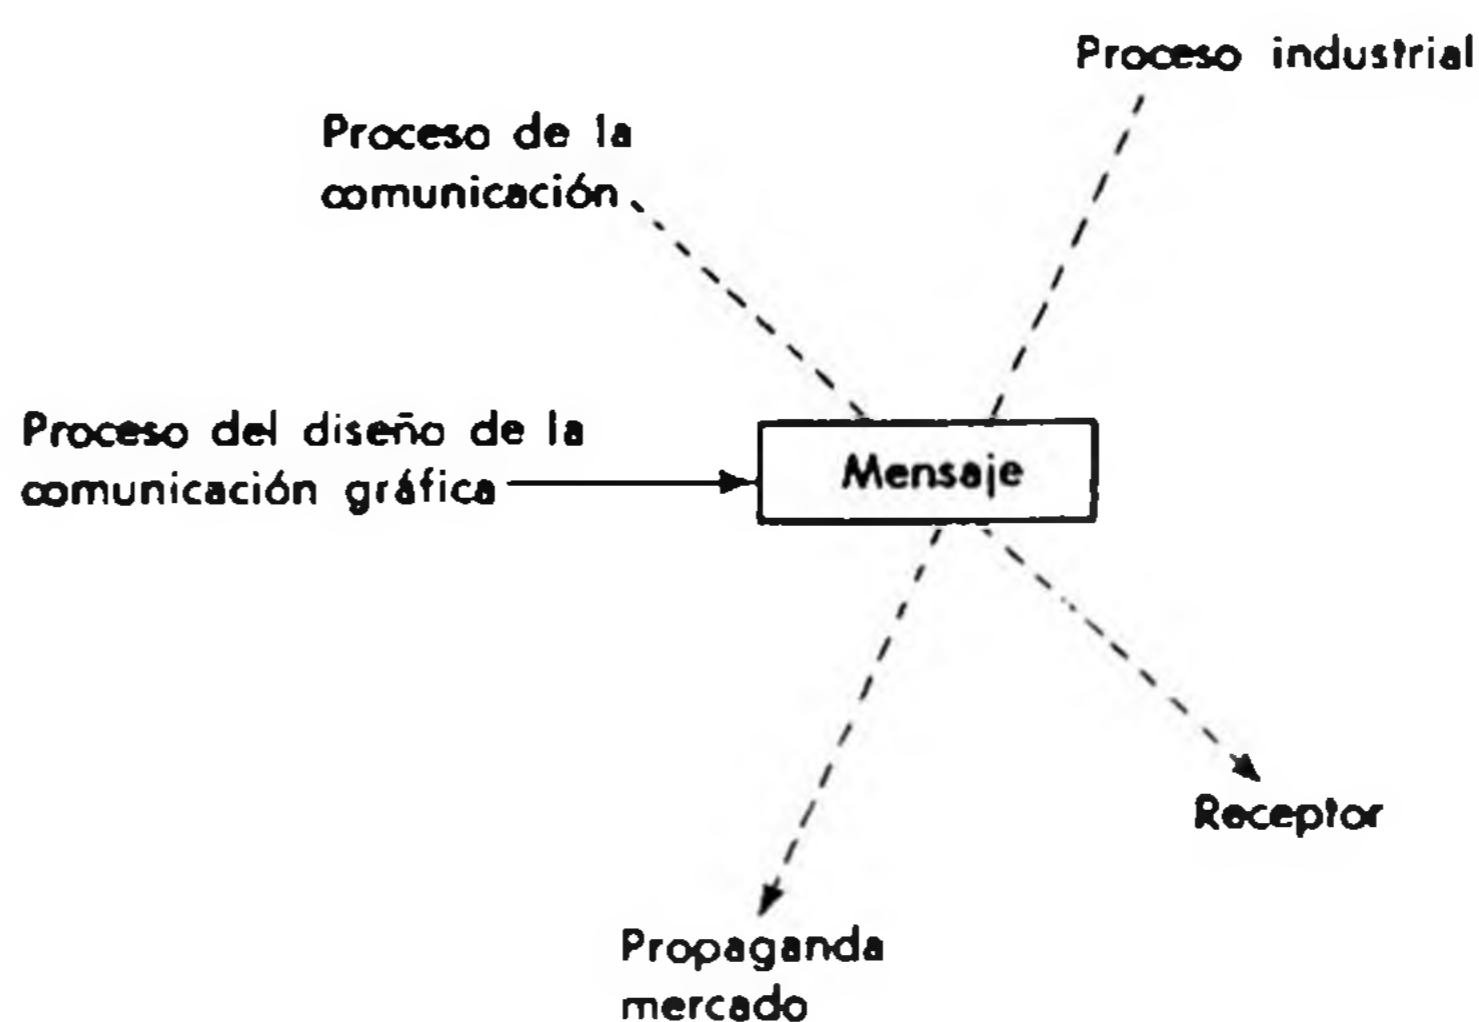 Proceso industrial
Proceso de la
comunicación
Proceso del diseño de la
comunicación gráfica
Mensaje
Receptor
Propaganda
mercado